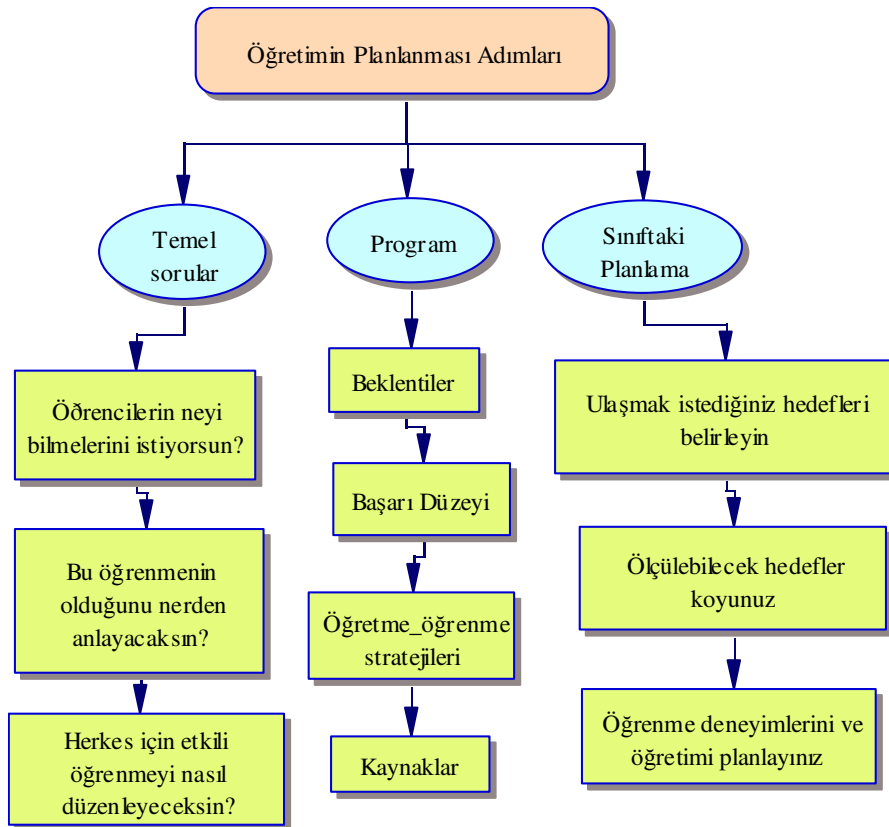 Öğretimin Planlanması Adımları
Temel
sorular
Program
Sınıftaki
Planlama
Öðrencilerin neyi
bilmelerini istiyorsun?
Bu öğrenmenin
olduğunu nerden
anlayacaksın?
Herkes için etkili
öğrenmeyi nasıl
düzenleyeceksin?
Beklentiler
Başarı Düzeyi
Öğretme_öğrenme
stratejileri
Kaynaklar
Ulaşmak istediğiniz hedefleri
belirleyin
Ölçülebilecek hedefler
koyunuz
Öğrenme deneyimlerini ve
öğretimi planlayınız